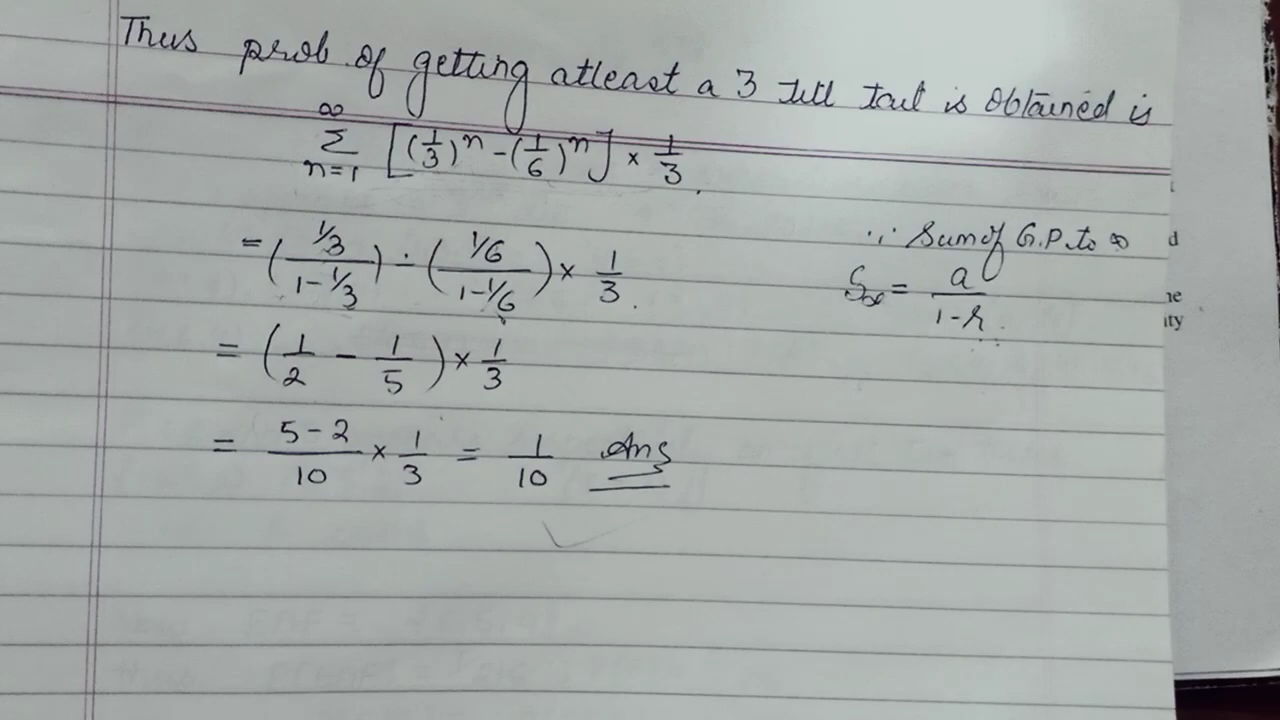 Thus prob of getting atleast a 3 till tail is obtained is
∞
Σ [(1/3)^n - (1/6)^n] × 1/3
n=1
= ((1/3)/(1-1/3)) - ((1/6)/(1-1/6)) × 1/3
∵ Sum of G.P. to ∞
S∞ = a/(1-r)
= (1/2 - 1/5) × 1/3
= (5-2)/10 × 1/3 = 1/10 Ans
d
ne
ity